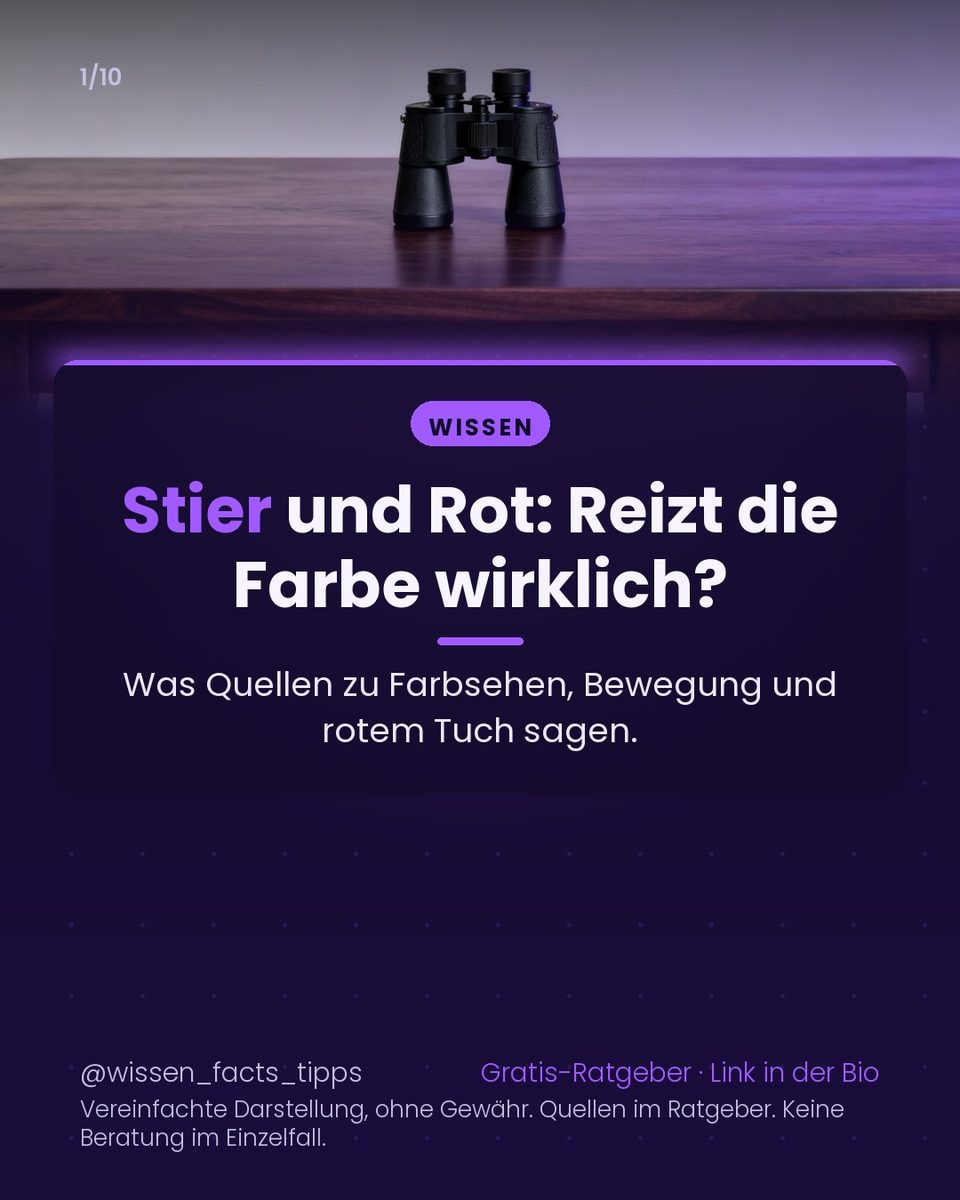 1/10
WISSEN
Stier und Rot: Reizt die
Farbe wirklich?
Was Quellen zu Farbsehen, Bewegung und
rotem Tuch sagen.
@wissen_facts_tipps
Gratis-Ratgeber · Link in der Bio
Vereinfachte Darstellung, ohne Gewähr. Quellen im Ratgeber. Keine
Beratung im Einzelfall.